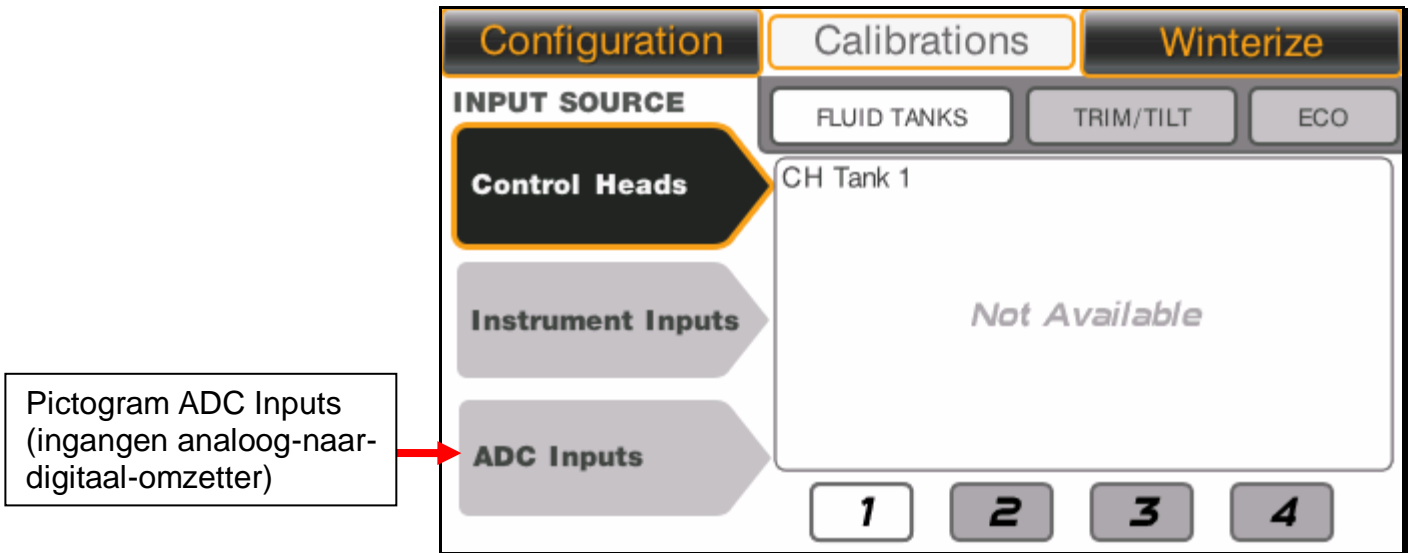 Configuration
Calibrations
Winterize
INPUT SOURCE
FLUID TANKS
TRIM/TILT
ECO
Control Heads
CH Tank 1
Instrument Inputs
Not Available
Pictogram ADC Inputs
(ingangen analoog-naar-
digitaal-omzetter)
ADC Inputs
1
2
3
4